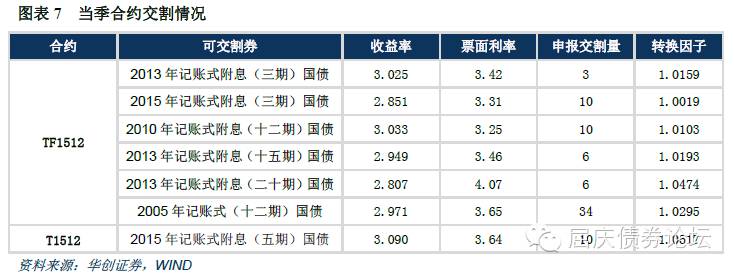 图表 7 当季合约交割情况
合约 可交割券 收益率 票面利率 申报交割量 转换因子
2013 年记账式附息（三期）国债 3.025 3.42 3 1.0159
2015 年记账式附息（三期）国债 2.851 3.31 10 1.0019
2010 年记账式附息（十二期）国债 3.033 3.25 10 1.0103
TF1512 2013 年记账式附息（十五期）国债 2.949 3.46 6 1.0193
2013 年记账式附息（二十期）国债 2.807 4.07 6 1.0474
2005 年记账式（十二期）国债 2.971 3.65 34 1.0295
T1512 2015 年记账式附息（五期）国债 3.090 3.64 10
屈庆债券论坛
资料来源：华创证券，WIND